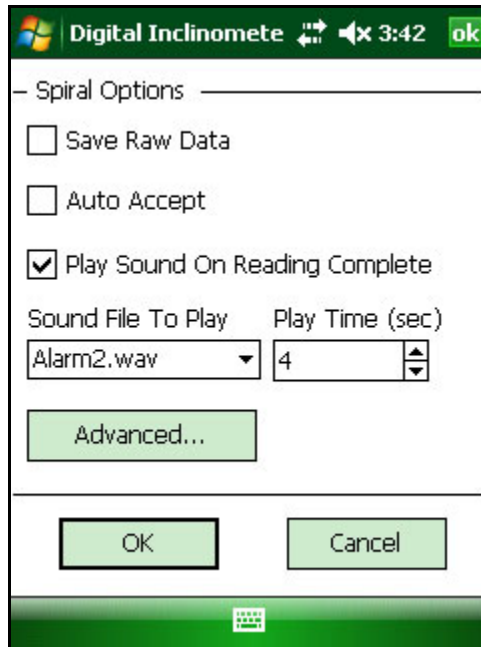 Digital Inclinomete 3:42 ok
Spiral Options
Save Raw Data
Auto Accept
Play Sound On Reading Complete
Sound File To Play Play Time (sec)
Alarm2.wav 4
Advanced...
OK Cancel